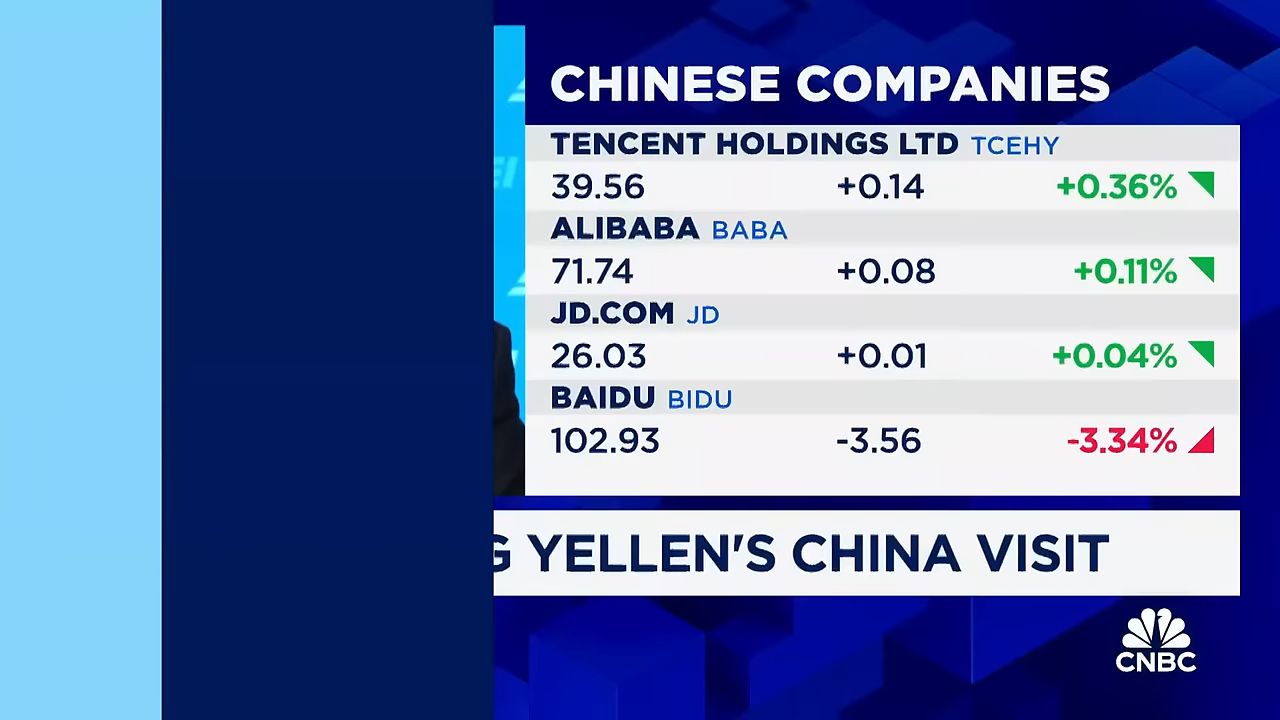 CHINESE COMPANIES
TENCENT HOLDINGS LTD TCEHY
39.56 +0.14 +0.36%
ALIBABA BABA
71.74 +0.08 +0.11%
JD.COM JD
26.03 +0.01 +0.04%
BAIDU BIDU
102.93 -3.56 -3.34%
YELLEN'S CHINA VISIT
CNBC